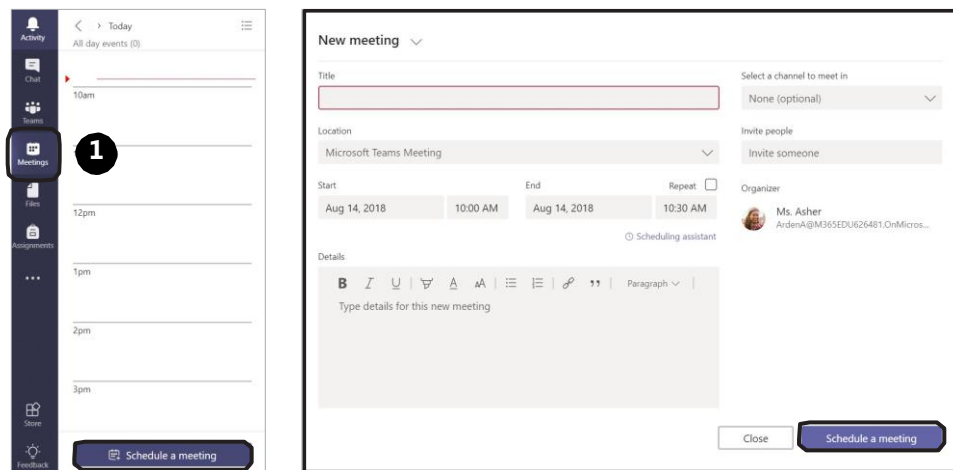 Activity
Chat
Teams
Meetings
Files
Assignments
Store
Feedback
1
Today
All day events (0)
10am
12pm
1pm
2pm
3pm
Schedule a meeting
New meeting
Title
Select a channel to meet in
None (optional)
Location
Microsoft Teams Meeting
Invite people
Invite someone
Start End Repeat
Aug 14, 2018 10:00 AM Aug 14, 2018 10:30 AM
Scheduling assistant
Organizer
Ms. Asher
ArdenA@M365EDU626481.OnMicros...
Details
B I U A AA Paragraph
Type details for this new meeting
Close
Schedule a meeting